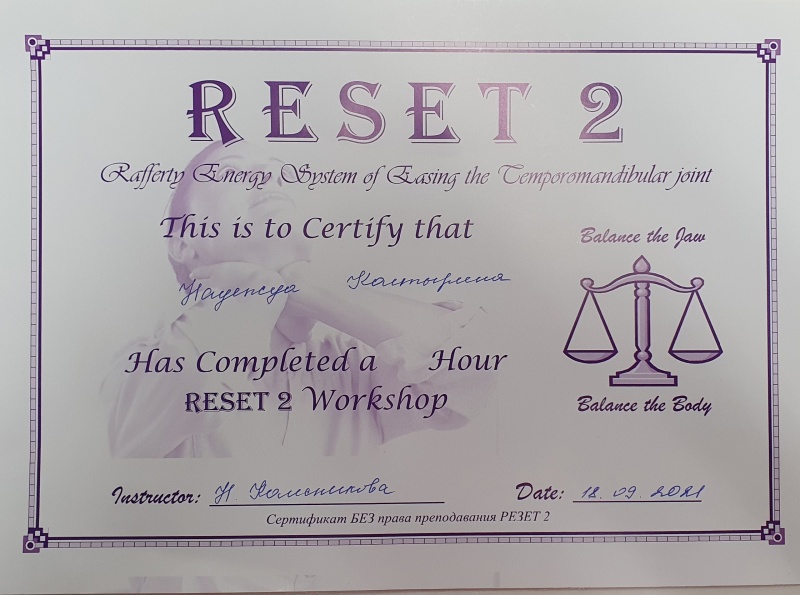 RESET 2
Rafferty Energy System of Easing the Temporomandibular joint
This is to Certify that
Надежда
Has Completed a Hour
RESET 2 Workshop
Balance the Jaw
Balance the Body
Instructor: Н.
Date: 18.09.2021
Сертификат БЕЗ права преподавания РЕЗЕТ 2